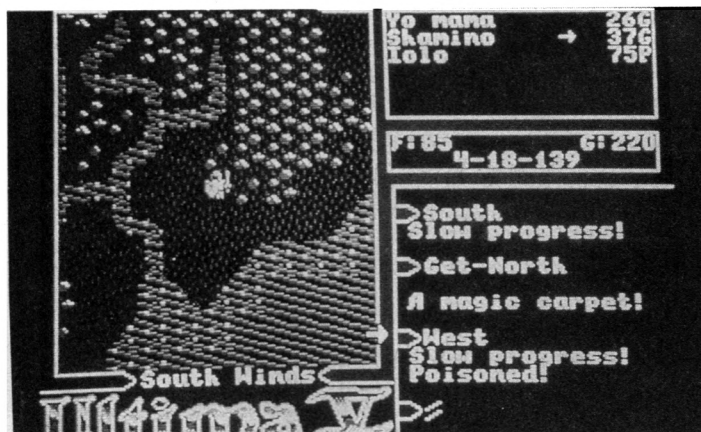 Yo mama 26G
Shamino → 37G
Iolo 75P
F:85 G:220
4-18-139
South
Slow progress!
Get-North
A magic carpet!
West
Slow progress!
Poisoned!
South Winds
Ultima V